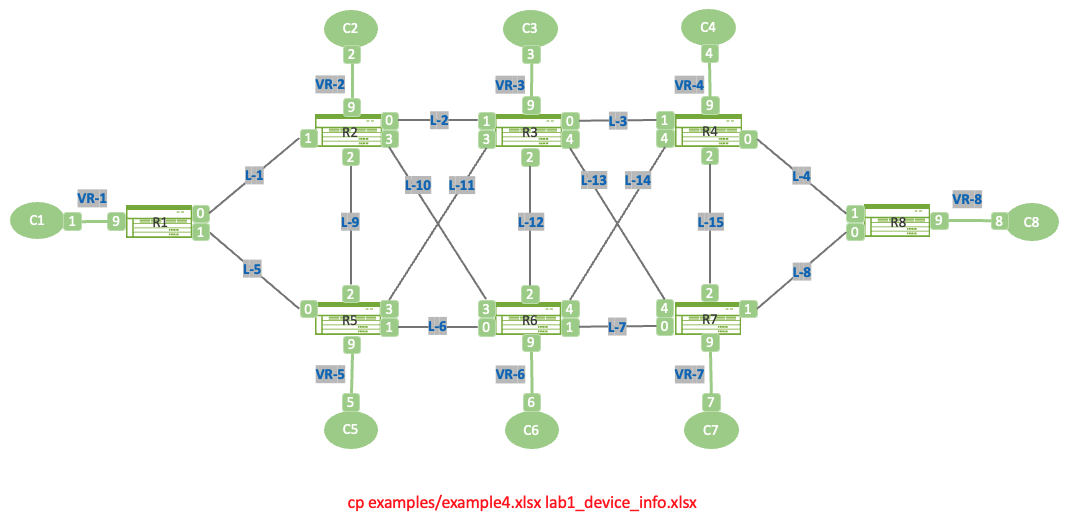 C2 C3 C4
2 3 4
VR-2 VR-3 VR-4
9 9 9
R2 0 L-2 1 R3 0 L-3 1 R4
1 3 3 4 4 0
2 2 2
L-1 L-10 L-11 L-13 L-14 L-4
VR-1 VR-8
C1 1 9 R1 0 L-9 L-12 L-15 1 R8 9 8 C8
1 0
L-5 L-8
2 2 2
0 R5 3 3 R6 4 4 R7 1
1 L-6 0 1 L-7 0
9 9 9
VR-5 VR-6 VR-7
5 6 7
C5 C6 C7
cp examples/example4.xlsx lab1_device_info.xlsx